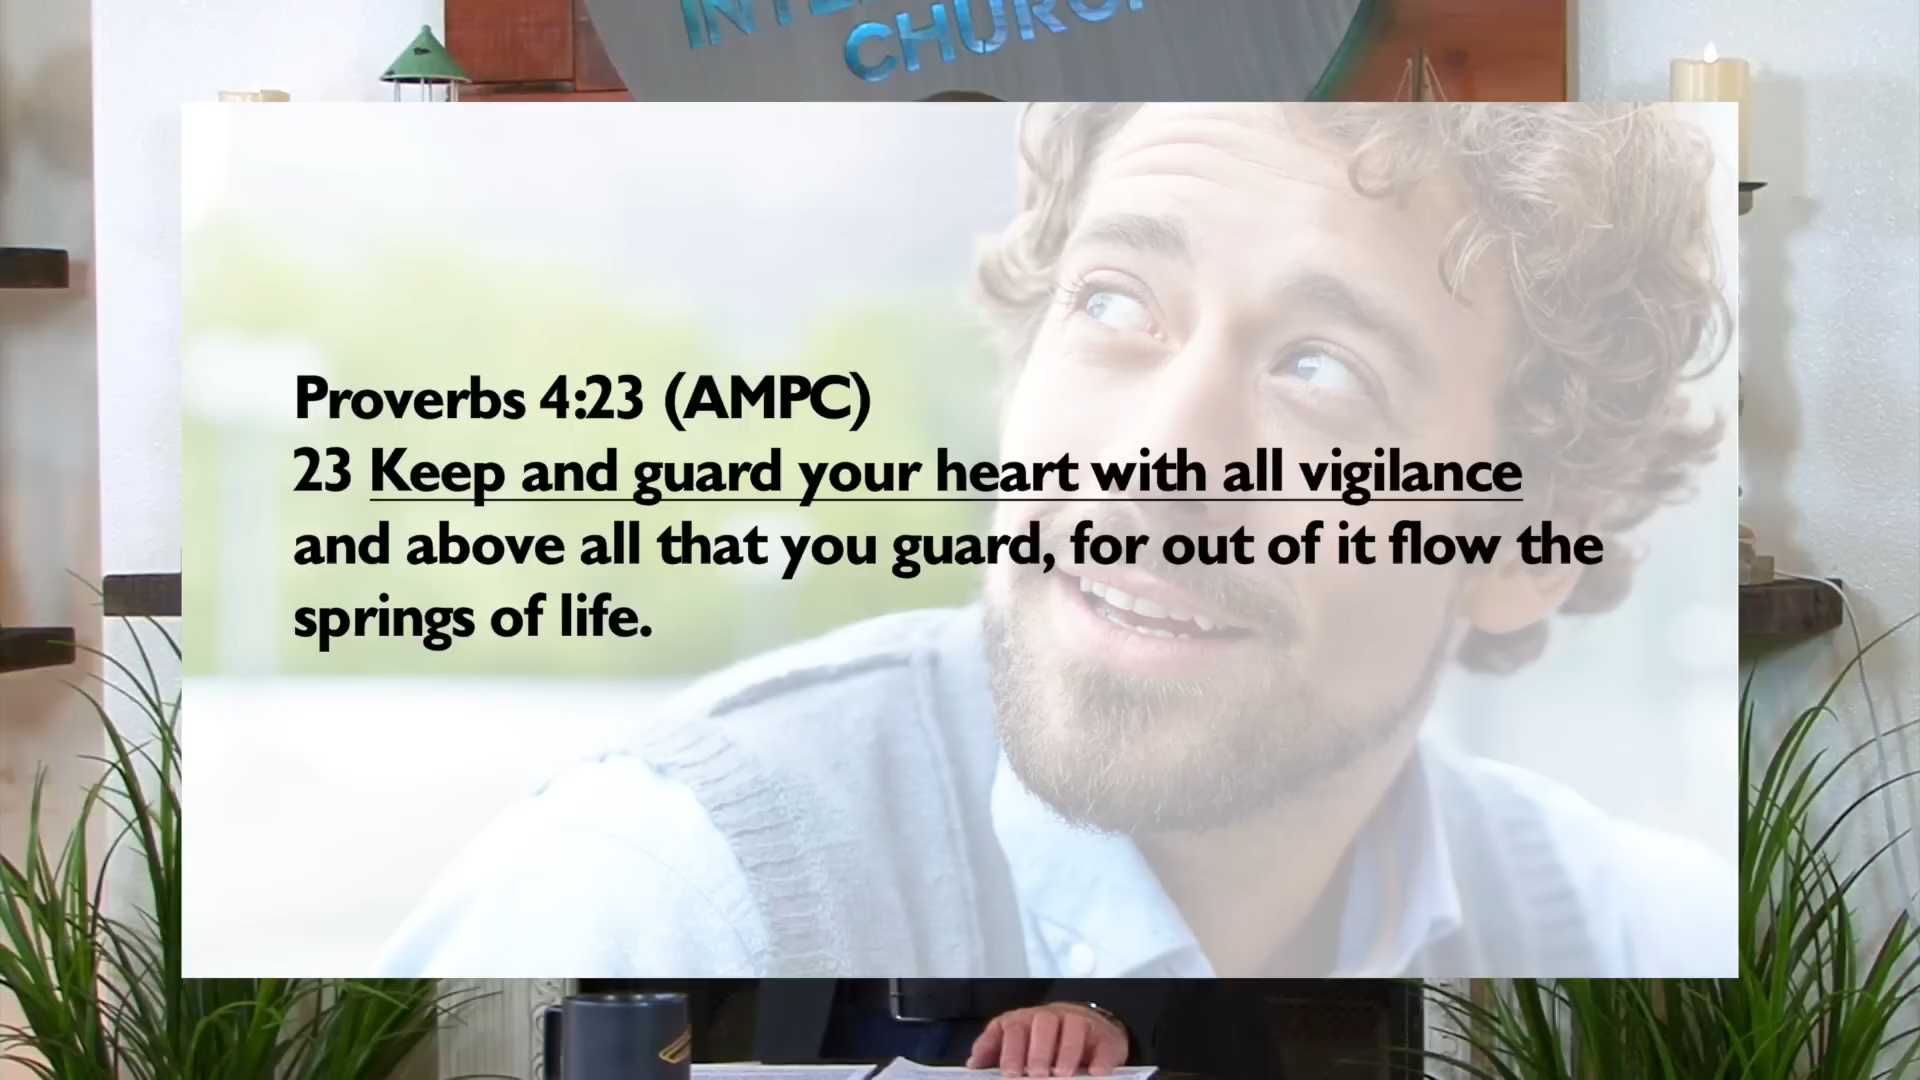 CHURCH
Proverbs 4:23 (AMPC)
23 Keep and guard your heart with all vigilance
and above all that you guard, for out of it flow the
springs of life.